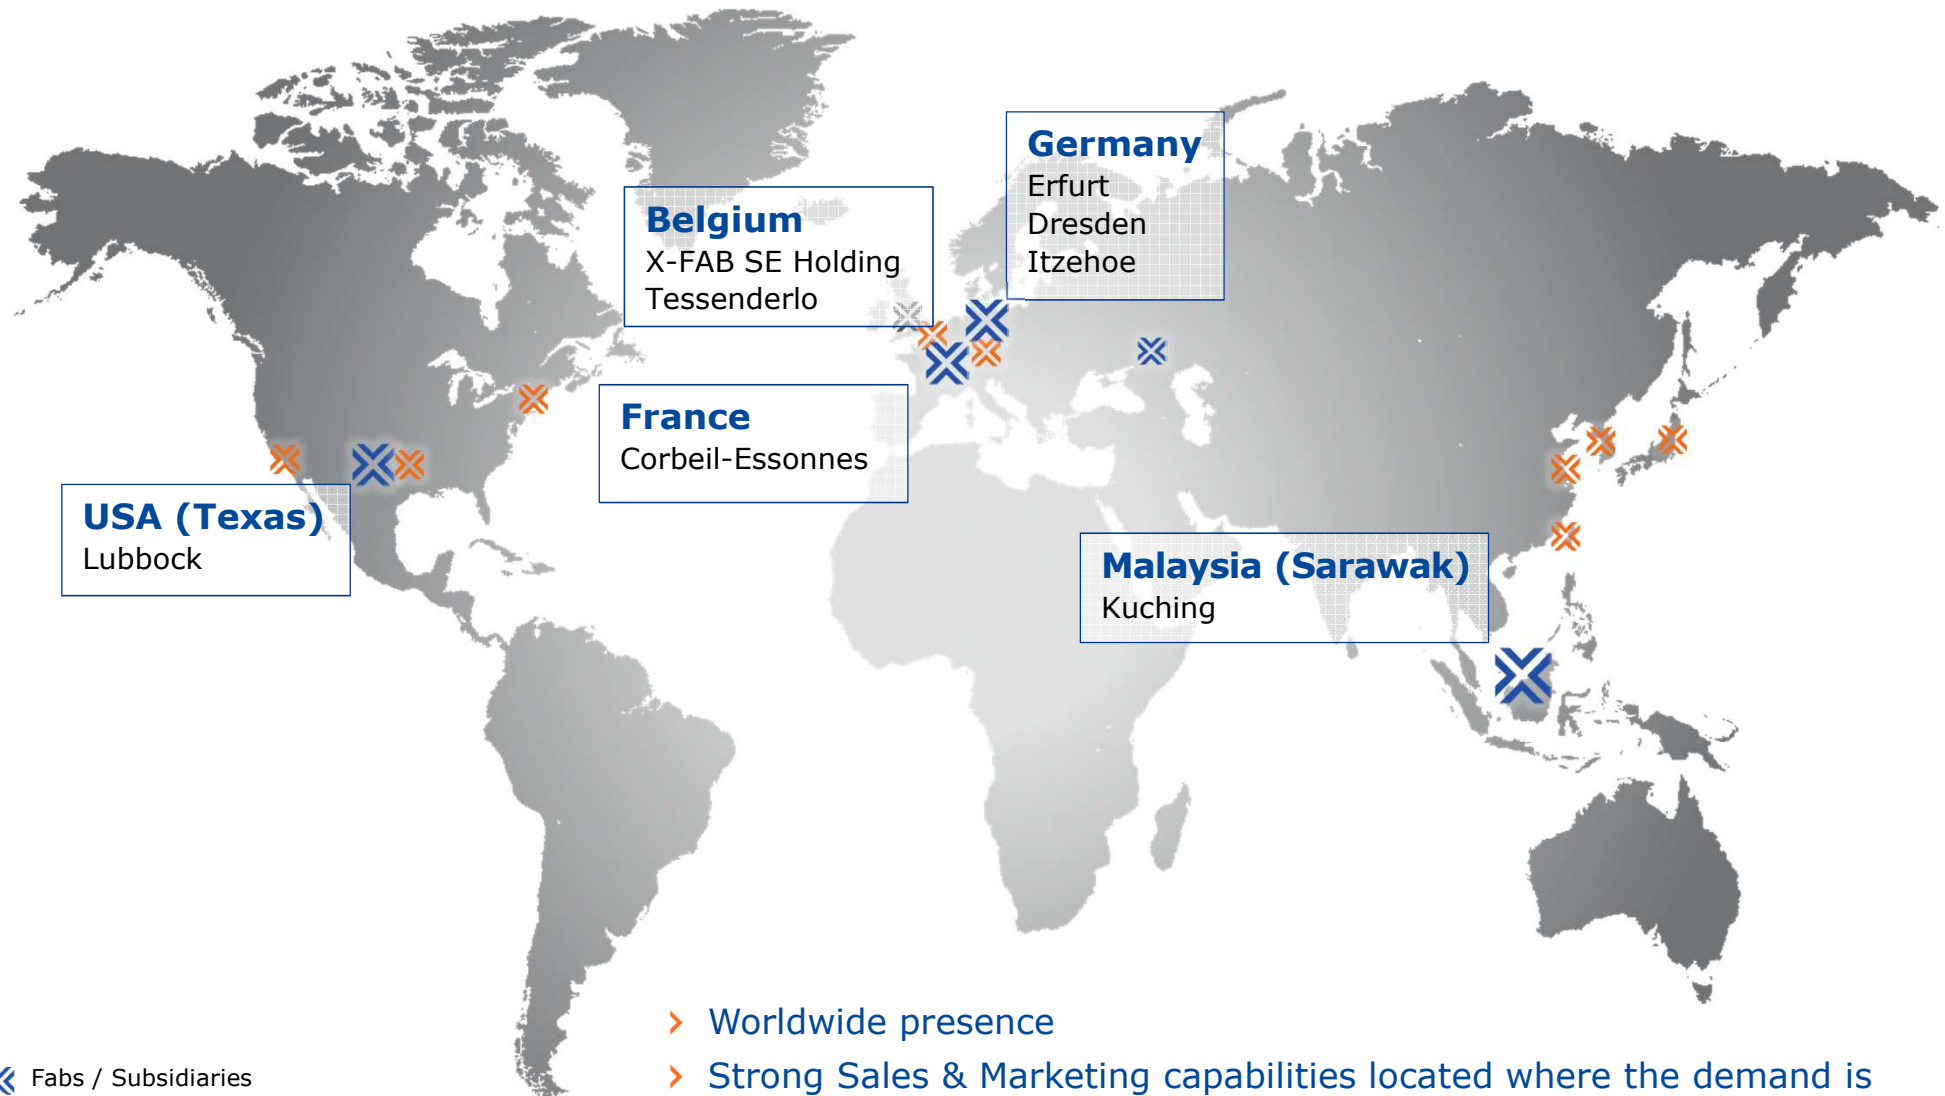 Germany
Erfurt
Dresden
Itzehoe
Belgium
X-FAB SE Holding
Tessenderlo
France
Corbeil-Essonnes
USA (Texas)
Lubbock
Malaysia (Sarawak)
Kuching
› Worldwide presence
› Strong Sales & Marketing capabilities located where the demand is
Fabs / Subsidiaries